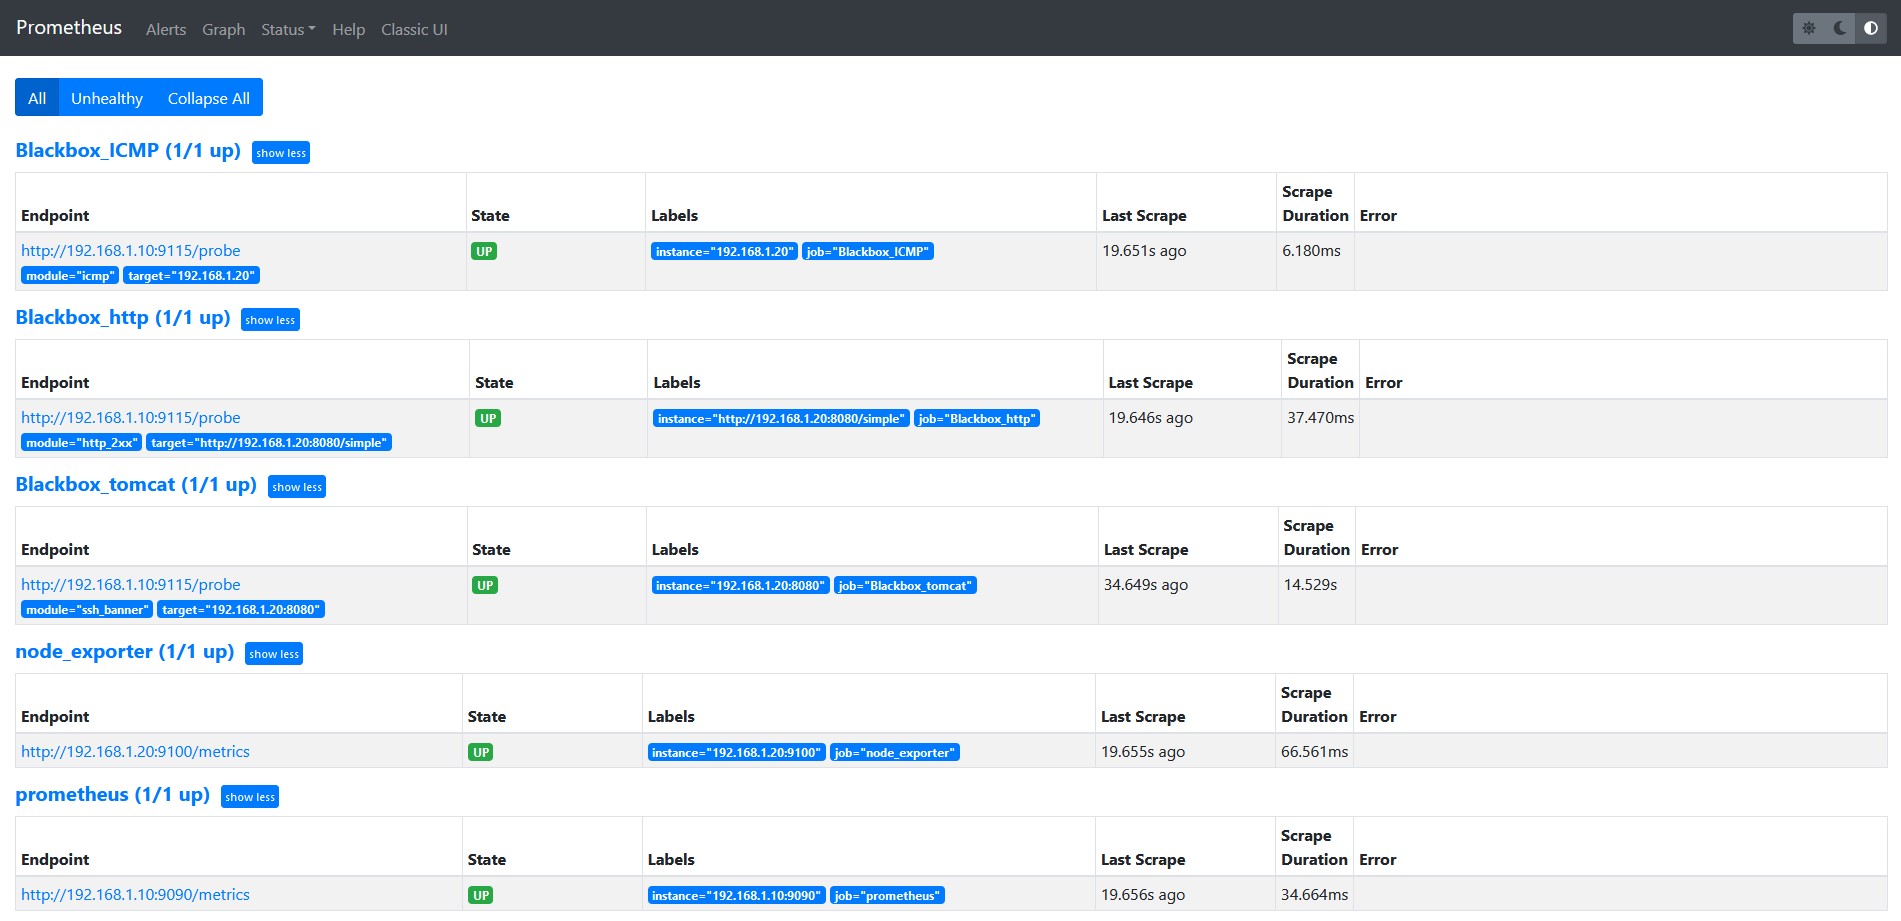 Prometheus Alerts Graph Status Help Classic UI
All Unhealthy Collapse All
Blackbox_ICMP (1/1 up) show less
Endpoint State Labels Last Scrape Scrape Duration Error
http://192.168.1.10:9115/probe UP instance="192.168.1.20" job="Blackbox_ICMP" 19.651s ago 6.180ms
module="icmp" target="192.168.1.20"
Blackbox_http (1/1 up) show less
Endpoint State Labels Last Scrape Scrape Duration Error
http://192.168.1.10:9115/probe UP instance="http://192.168.1.20:8080/simple" job="Blackbox_http" 19.646s ago 37.470ms
module="http_2xx" target="http://192.168.1.20:8080/simple"
Blackbox_tomcat (1/1 up) show less
Endpoint State Labels Last Scrape Scrape Duration Error
http://192.168.1.10:9115/probe UP instance="192.168.1.20:8080" job="Blackbox_tomcat" 34.649s ago 14.529s
module="ssh_banner" target="192.168.1.20:8080"
node_exporter (1/1 up) show less
Endpoint State Labels Last Scrape Scrape Duration Error
http://192.168.1.20:9100/metrics UP instance="192.168.1.20:9100" job="node_exporter" 19.655s ago 66.561ms
prometheus (1/1 up) show less
Endpoint State Labels Last Scrape Scrape Duration Error
http://192.168.1.10:9090/metrics UP instance="192.168.1.10:9090" job="prometheus" 19.656s ago 34.664ms